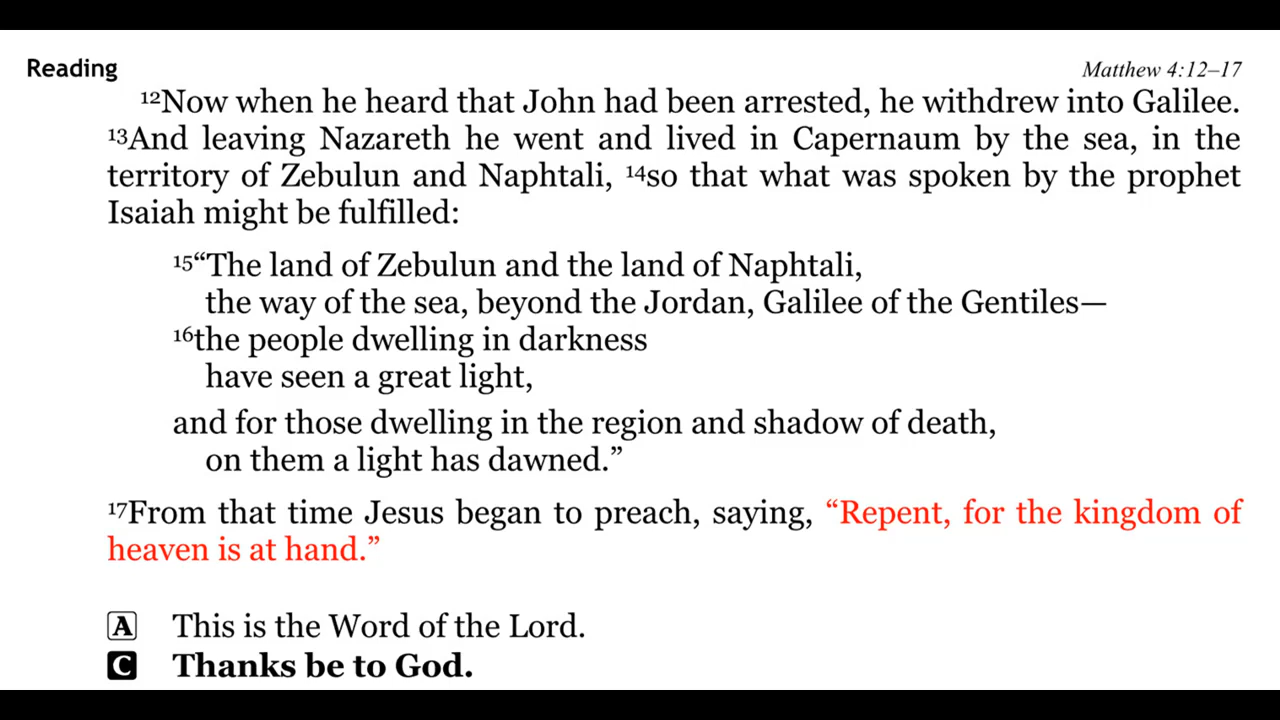 Reading Matthew 4:12–17
¹²Now when he heard that John had been arrested, he withdrew into Galilee.
¹³And leaving Nazareth he went and lived in Capernaum by the sea, in the
territory of Zebulun and Naphtali, ¹⁴so that what was spoken by the prophet
Isaiah might be fulfilled:
¹⁵“The land of Zebulun and the land of Naphtali,
the way of the sea, beyond the Jordan, Galilee of the Gentiles—
¹⁶the people dwelling in darkness
have seen a great light,
and for those dwelling in the region and shadow of death,
on them a light has dawned.”
¹⁷From that time Jesus began to preach, saying, “Repent, for the kingdom of
heaven is at hand.”
A This is the Word of the Lord.
C Thanks be to God.